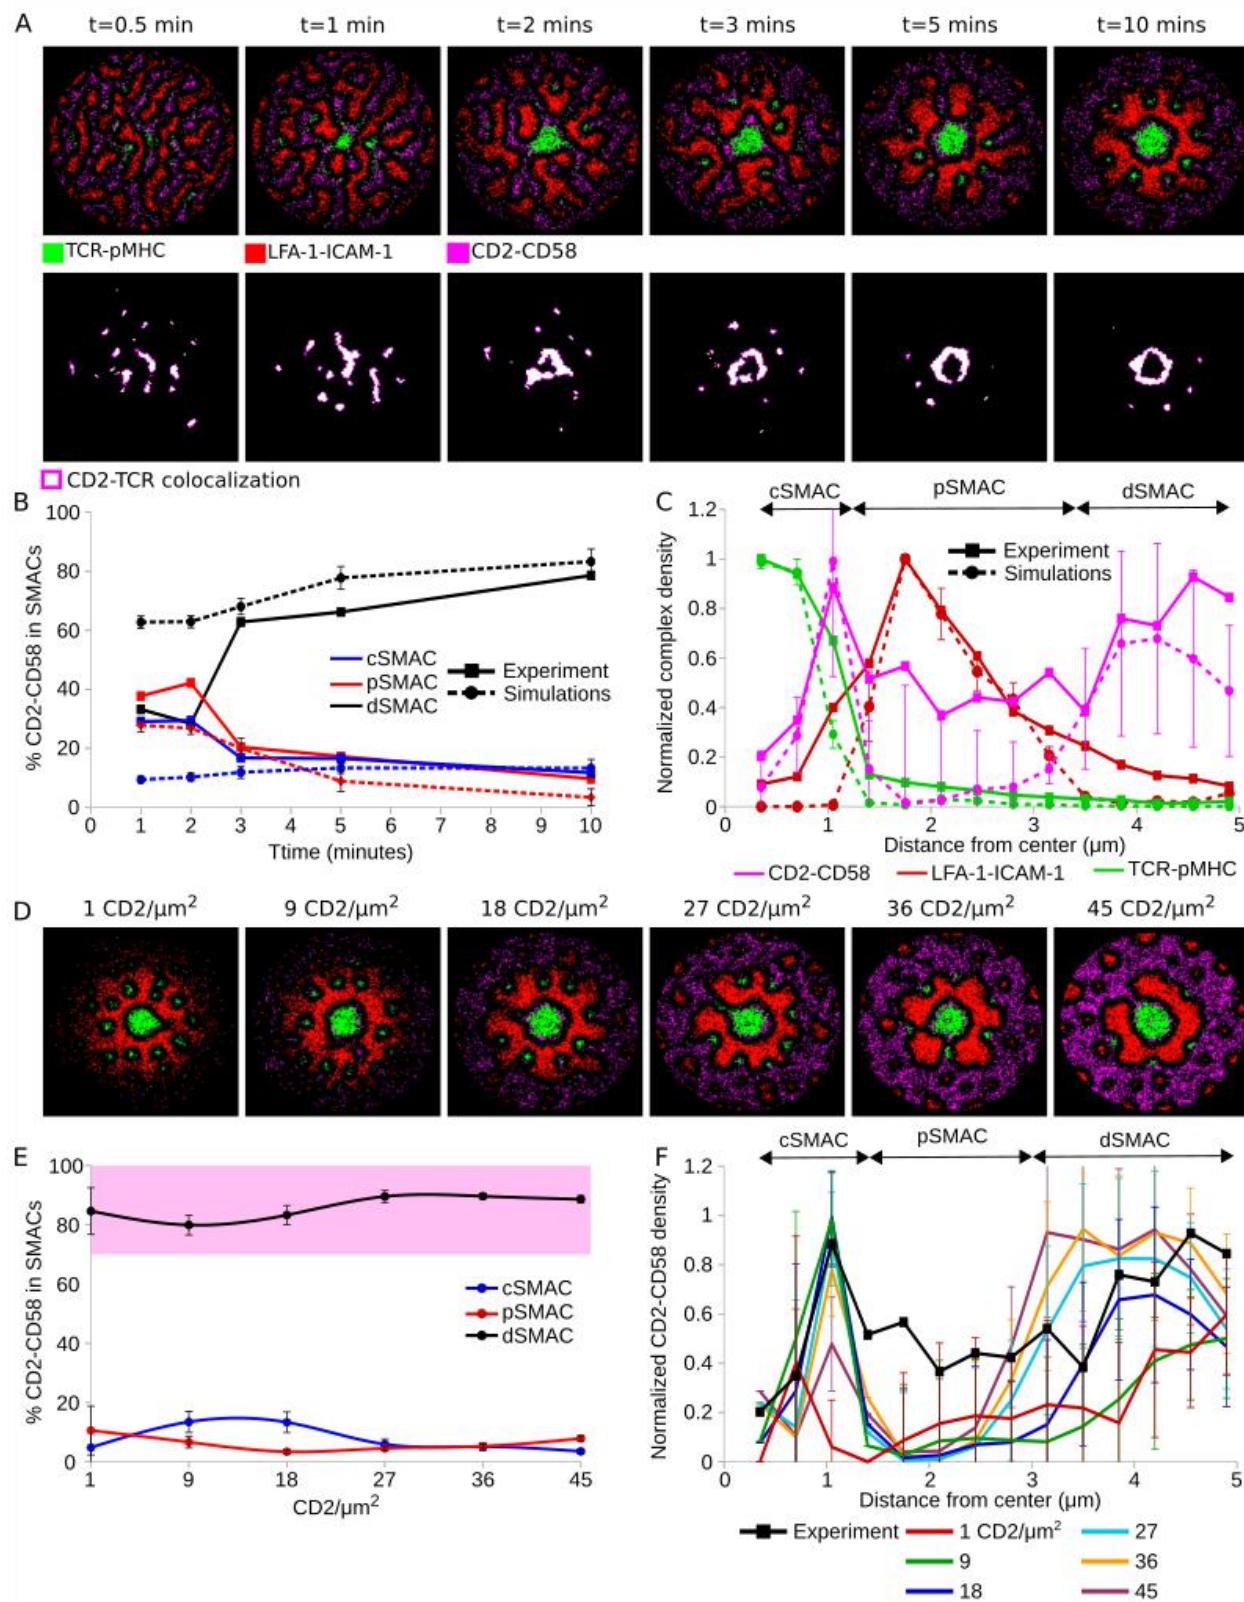 A
t=0.5 min t=1 min t=2 mins t=3 mins t=5 mins t=10 mins
TCR-pMHC LFA-1-ICAM-1 CD2-CD58
CD2-TCR colocalization
B
% CD2-CD58 in SMACs
100
80
60
40
20
0
cSMAC
pSMAC
dSMAC
Experiment
Simulations
0 1 2 3 4 5 6 7 8 9 10
Ttime (minutes)
C
cSMAC pSMAC dSMAC
Normalized complex density
1.2
1
0.8
0.6
0.4
0.2
0
Experiment
Simulations
0 1 2 3 4 5
Distance from center (μm)
CD2-CD58 LFA-1-ICAM-1 TCR-pMHC
D
1 CD2/μm² 9 CD2/μm² 18 CD2/μm² 27 CD2/μm² 36 CD2/μm² 45 CD2/μm²
E
% CD2-CD58 in SMACs
100
80
60
40
20
0
cSMAC
pSMAC
dSMAC
1 9 18 27 36 45
CD2/μm²
F
cSMAC pSMAC dSMAC
Normalized CD2-CD58 density
1.2
1
0.8
0.6
0.4
0.2
0
0 1 2 3 4 5
Distance from center (μm)
Experiment 1 CD2/μm² 27
9 36
18 45